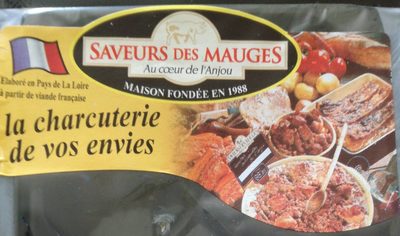 SAVEURS DES MAUGES
Au cœur de l'Anjou
MAISON FONDÉE EN 1988
Elaboré en Pays de La Loire
à partir de viande française
la charcuterie
de vos envies